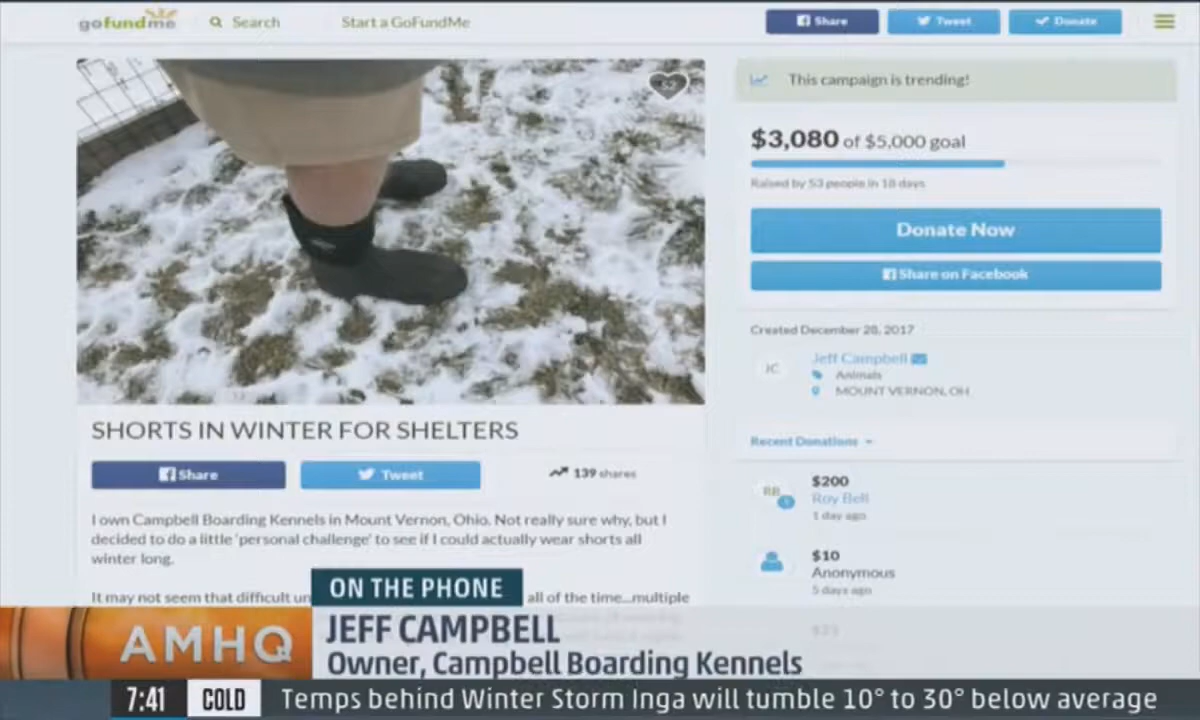 gofundme Search Start a GoFundMe Share Tweet Donate
62
This campaign is trending!
$3,080 of $5,000 goal
Raised by 53 people in 18 days
Donate Now
Share on Facebook
Created December 28, 2017
JC
Jeff Campbell
Animals
MOUNT VERNON, OH
SHORTS IN WINTER FOR SHELTERS
Share Tweet 139 shares
Recent Donations
RB
$200
Roy Bell
1 day ago
$10
Anonymous
5 days ago
I own Campbell Boarding Kennels in Mount Vernon, Ohio. Not really sure why, but I
decided to do a little 'personal challenge' to see if I could actually wear shorts all
winter long.
It may not seem that difficult un
all of the time...multiple
ON THE PHONE
AMHQ
JEFF CAMPBELL
Owner, Campbell Boarding Kennels
7:41 COLD Temps behind Winter Storm Inga will tumble 10° to 30° below average